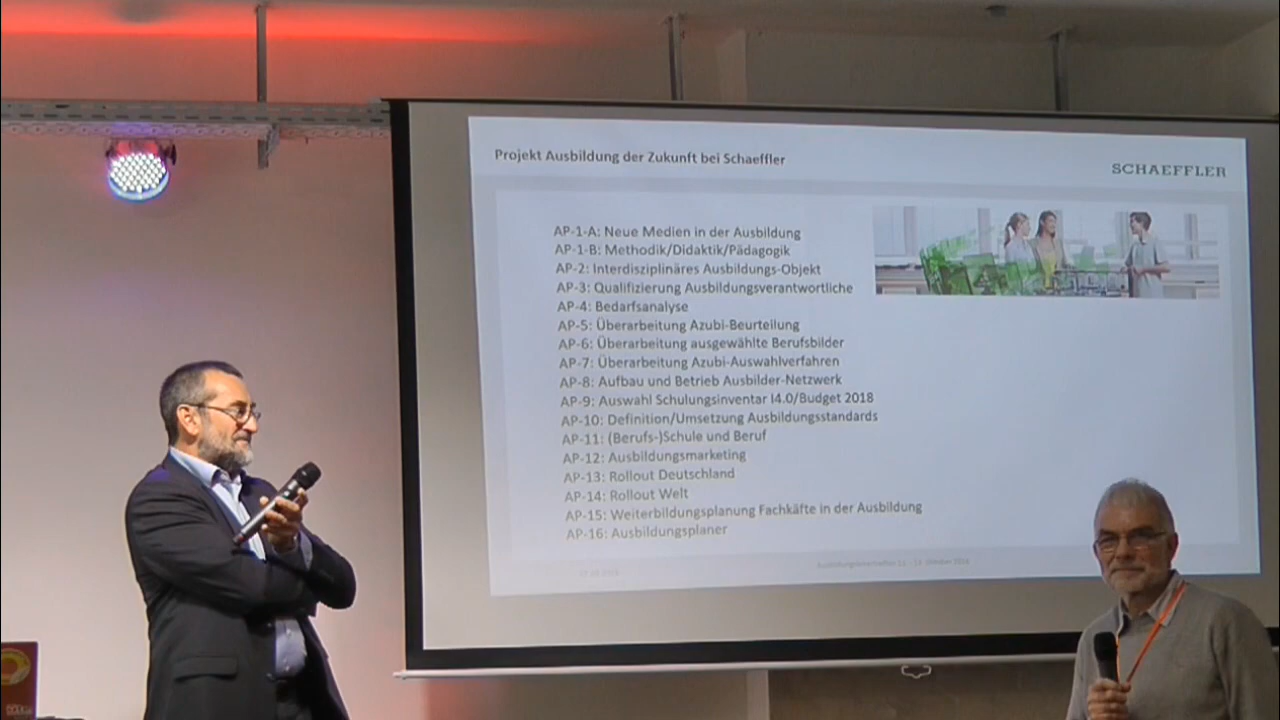 Projekt Ausbildung der Zukunft bei Schaeffler
SCHAEFFLER
AP-1-A: Neue Medien in der Ausbildung
AP-1-B: Methodik/Didaktik/Pädagogik
AP-2: Interdisziplinäres Ausbildungs-Objekt
AP-3: Qualifizierung Ausbildungsverantwortliche
AP-4: Bedarfsanalyse
AP-5: Überarbeitung Azubi-Beurteilung
AP-6: Überarbeitung ausgewählte Berufsbilder
AP-7: Überarbeitung Azubi-Auswahlverfahren
AP-8: Aufbau und Betrieb Ausbilder-Netzwerk
AP-9: Auswahl Schulungsinventar I4.0/Budget 2018
AP-10: Definition/Umsetzung Ausbildungsstandards
AP-11: (Berufs-)Schule und Beruf
AP-12: Ausbildungsmarketing
AP-13: Rollout Deutschland
AP-14: Rollout Welt
AP-15: Weiterbildungsplanung Fachkäfte in der Ausbildung
AP-16: Ausbildungsplaner